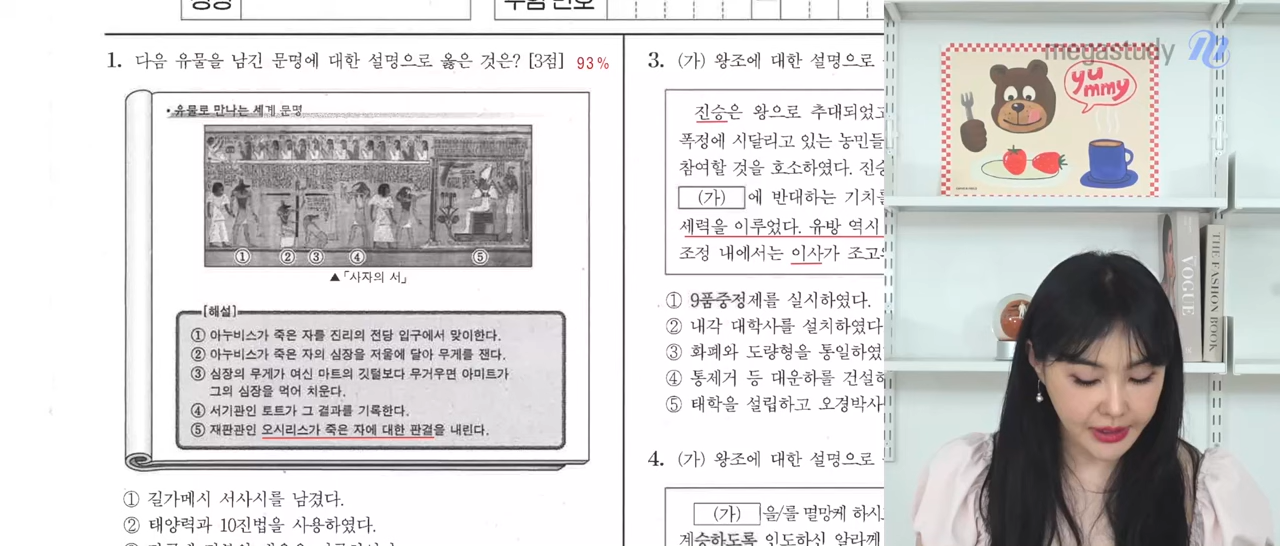 성명
수험 번호
1. 다음 유물을 남긴 문명에 대한 설명으로 옳은 것은? [3점] 93%
• 유물로 만나는 세계 문명
① ② ③ ④ ⑤
▲「사자의 서」
[해설]
① 아누비스가 죽은 자를 진리의 전당 입구에서 맞이한다.
② 아누비스가 죽은 자의 심장을 저울에 달아 무게를 잰다.
③ 심장의 무게가 여신 마트의 깃털보다 무거우면 아미트가
그의 심장을 먹어 치운다.
④ 서기관인 토트가 그 결과를 기록한다.
⑤ 재판관인 오시리스가 죽은 자에 대한 판결을 내린다.
① 길가메시 서사시를 남겼다.
② 태양력과 10진법을 사용하였다.
3. (가) 왕조에 대한 설명으로
진승은 왕으로 추대되었고
폭정에 시달리고 있는 농민들
참여할 것을 호소하였다. 진승
(가) 에 반대하는 기치를
세력을 이루었다. 유방 역시
조정 내에서는 이사가 조고
① 9품중정제를 실시하였다.
② 내각 대학사를 설치하였다
③ 화폐와 도량형을 통일하였
④ 통제거 등 대운하를 건설하
⑤ 태학을 설립하고 오경박사
4. (가) 왕조에 대한 설명으로
(가) 을/를 멸망케 하시
계승하도록 인도하신 알라께
megastudy
yummy
VOGUE
THE FASHION BOOK